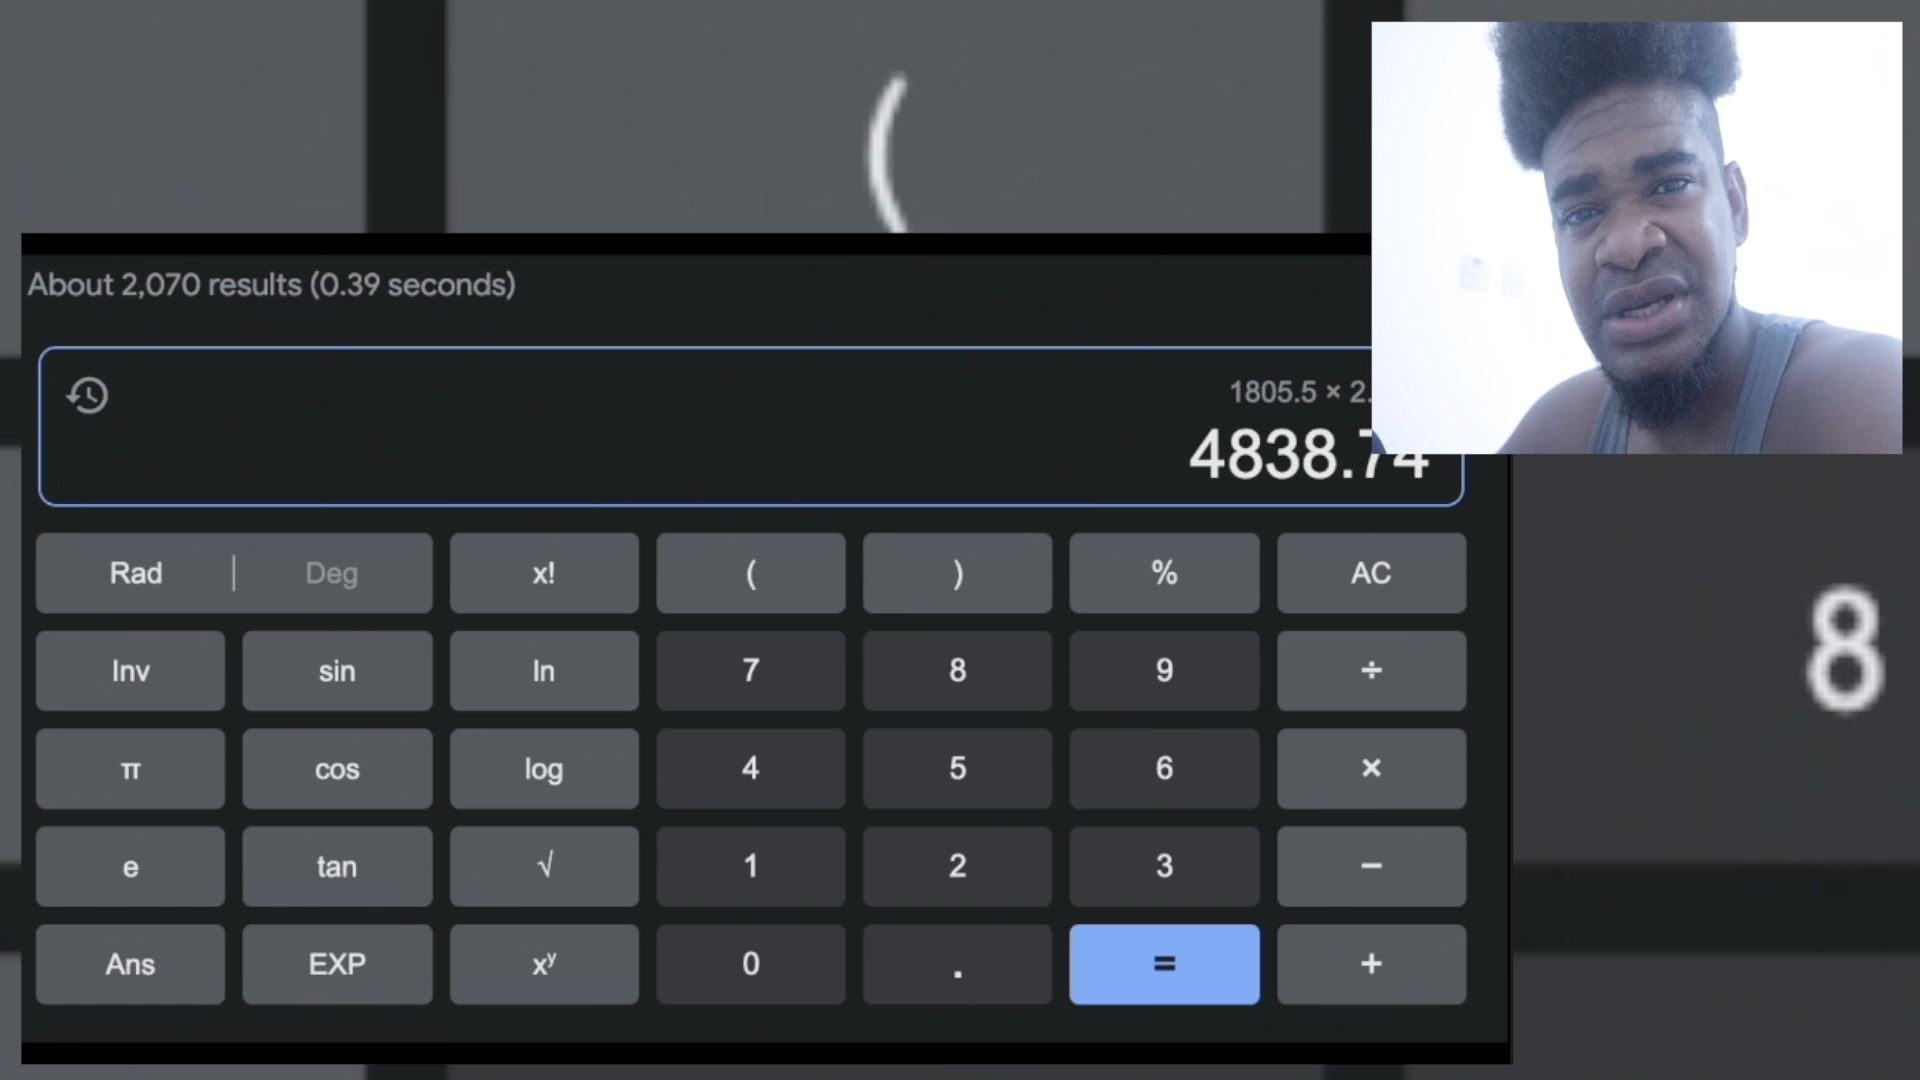 (
About 2,070 results (0.39 seconds)
1805.5 × 2.
4838.74
Rad | Deg x! ( ) % AC
Inv sin ln 7 8 9 ÷
π cos log 4 5 6 ×
e tan √ 1 2 3 −
Ans EXP xʸ 0 . = +
8